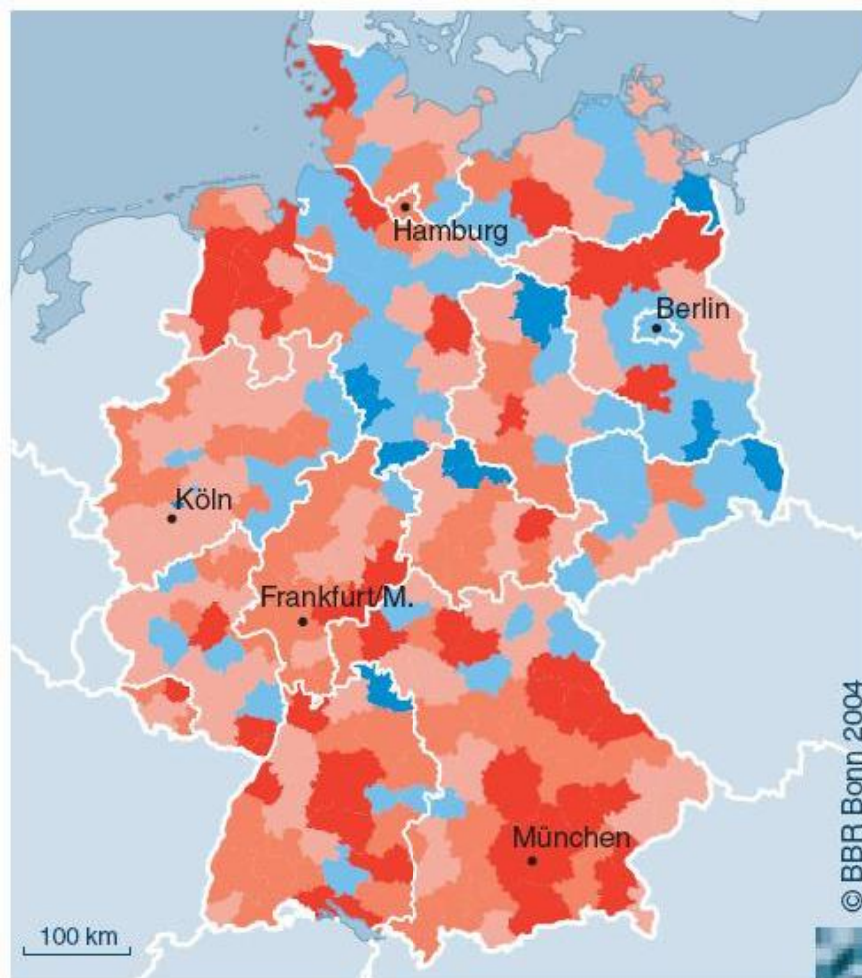 Hamburg
Berlin
Köln
Frankfurt/M.
München
100 km
© BBR Bonn 2004